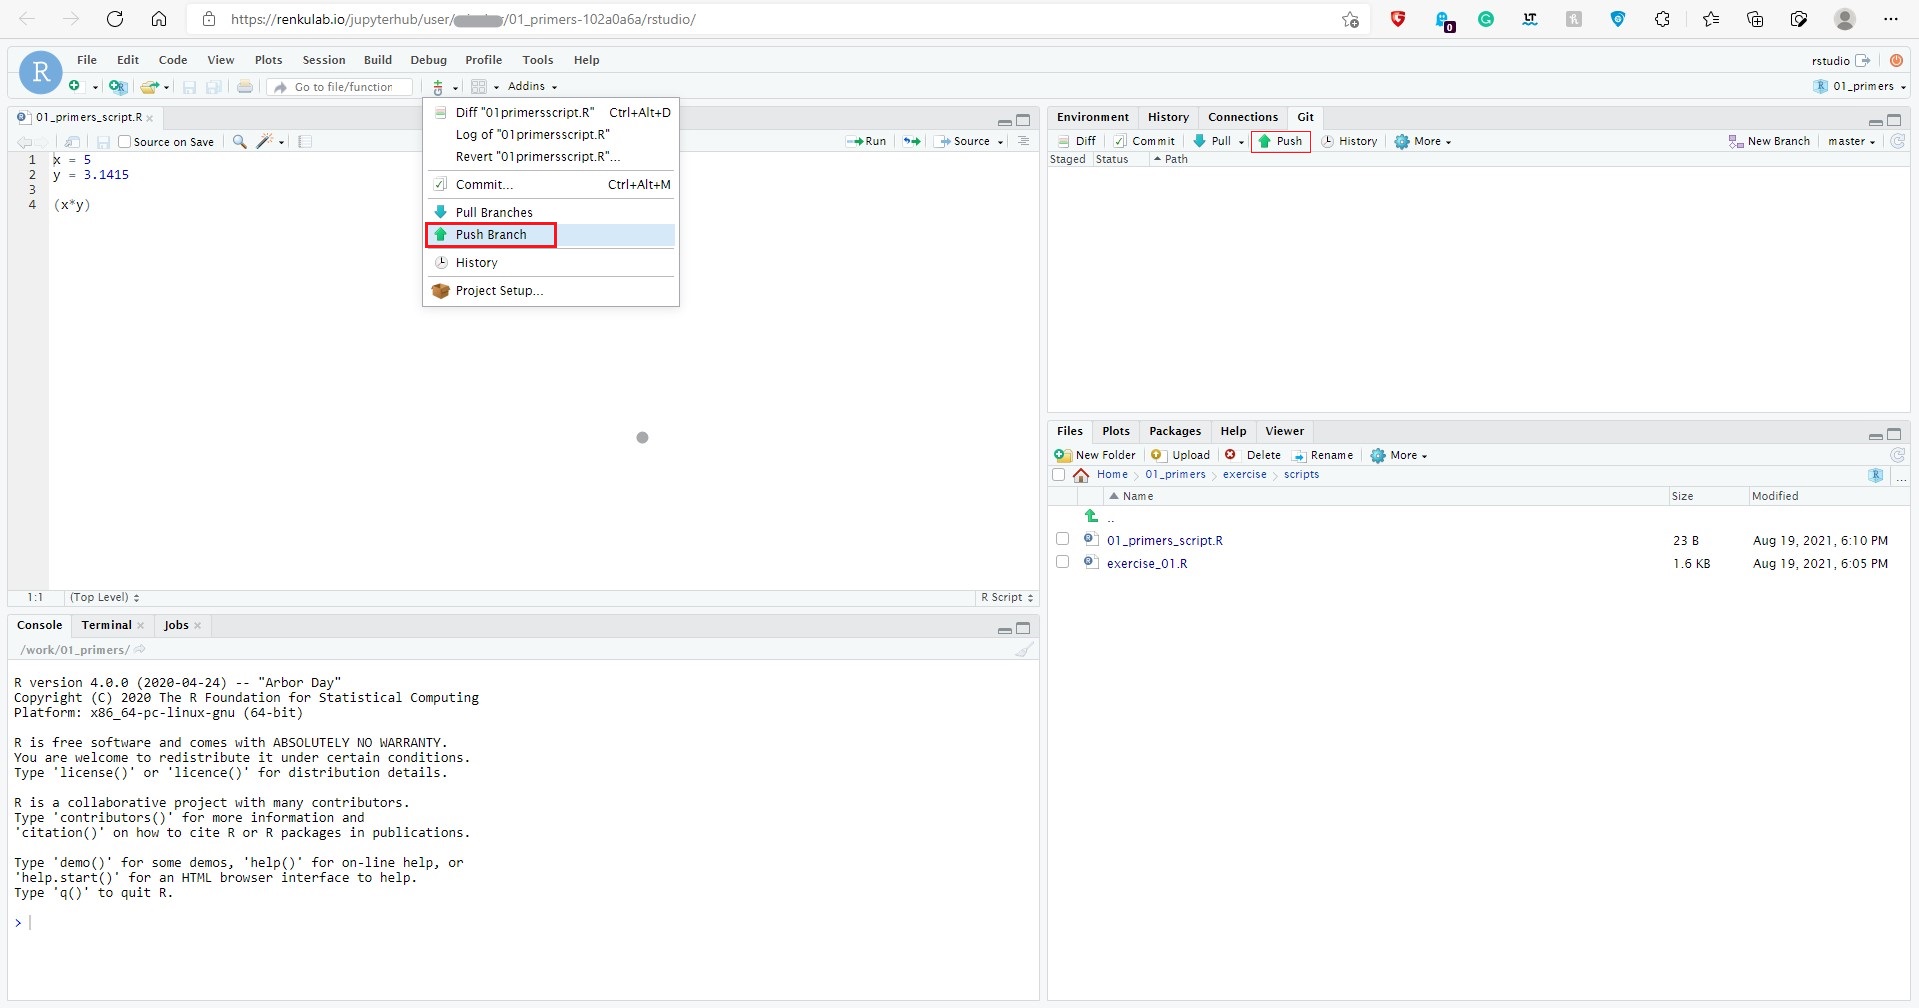 https://renkulab.io/jupyterhub/user/ /01_primers-102a0a6a/rstudio/
0
R
File Edit Code View Plots Session Build Debug Profile Tools Help
rstudio
Go to file/function
Addins
01_primers
01_primers_script.R
Source on Save
Run
Source
1 x = 5
2 y = 3.1415
3
4 (x*y)
Diff "01primersscript.R" Ctrl+Alt+D
Log of "01primersscript.R"
Revert "01primersscript.R"...
Commit... Ctrl+Alt+M
Pull Branches
Push Branch
History
Project Setup...
1:1 (Top Level) R Script
Console Terminal Jobs
/work/01_primers/
R version 4.0.0 (2020-04-24) -- "Arbor Day"
Copyright (C) 2020 The R Foundation for Statistical Computing
Platform: x86_64-pc-linux-gnu (64-bit)
R is free software and comes with ABSOLUTELY NO WARRANTY.
You are welcome to redistribute it under certain conditions.
Type 'license()' or 'licence()' for distribution details.
R is a collaborative project with many contributors.
Type 'contributors()' for more information and
'citation()' on how to cite R or R packages in publications.
Type 'demo()' for some demos, 'help()' for on-line help, or
'help.start()' for an HTML browser interface to help.
Type 'q()' to quit R.
>
Environment History Connections Git
Diff Commit Pull Push History More New Branch master
Staged Status Path
Files Plots Packages Help Viewer
New Folder Upload Delete Rename More
Home 01_primers exercise scripts ...
Name Size Modified
..
01_primers_script.R 23 B Aug 19, 2021, 6:10 PM
exercise_01.R 1.6 KB Aug 19, 2021, 6:05 PM